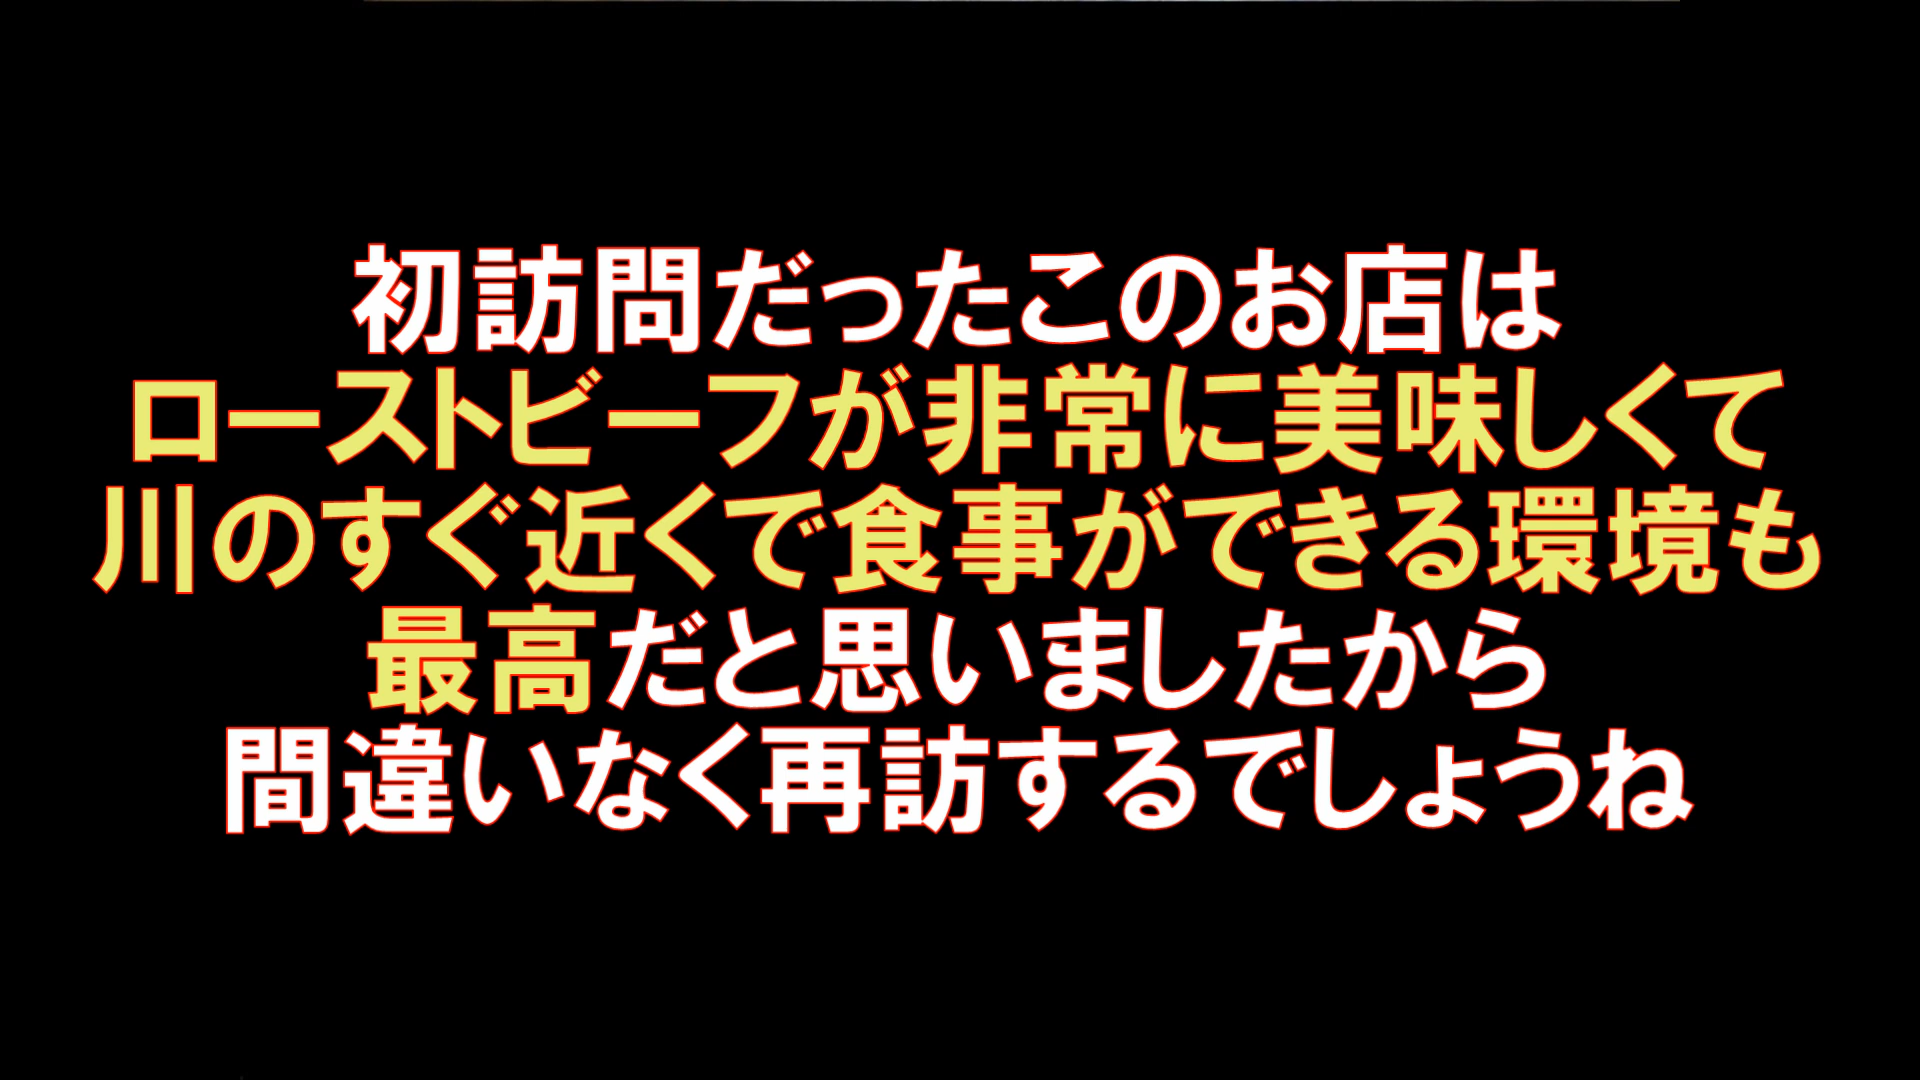 初訪問だったこのお店は
ローストビーフが非常に美味しくて
川のすぐ近くで食事ができる環境も
最高だと思いましたから
間違いなく再訪するでしょうね